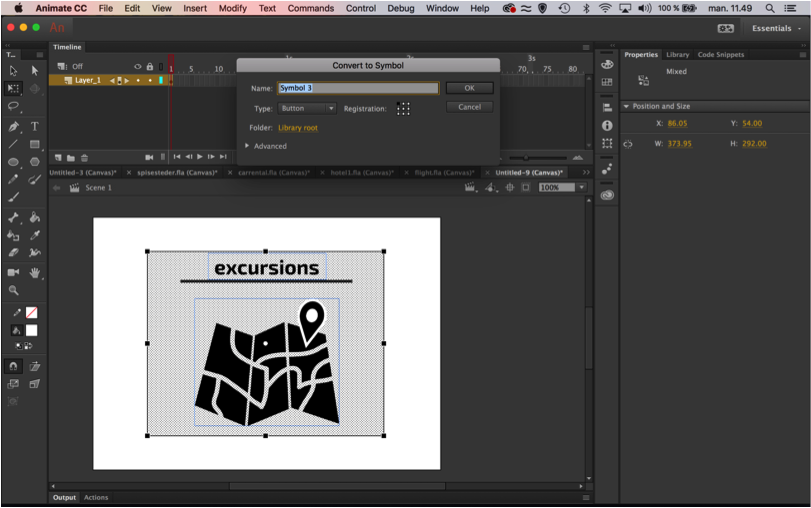 Animate CC File Edit View Insert Modify Text Commands Control Debug Window Help 100 % man. 11.49
An Essentials
T... Timeline Properties Library Code Snippets
Off 1 5 10 3s 70 75 80
Layer_1
Convert to Symbol
Name: Symbol 3 OK
Type: Button Registration: Cancel
Folder: Library root
Advanced
Mixed
Position and Size
X: 86.05 Y: 54.00
W: 373.95 H: 292.00
Untitled-3 (Canvas)* spisesteder.fla (Canvas)* carrental.fla (Canvas)* hotel1.fla (Canvas)* flight.fla (Canvas)* Untitled-9 (Canvas)*
Scene 1 100%
excursions
Output Actions